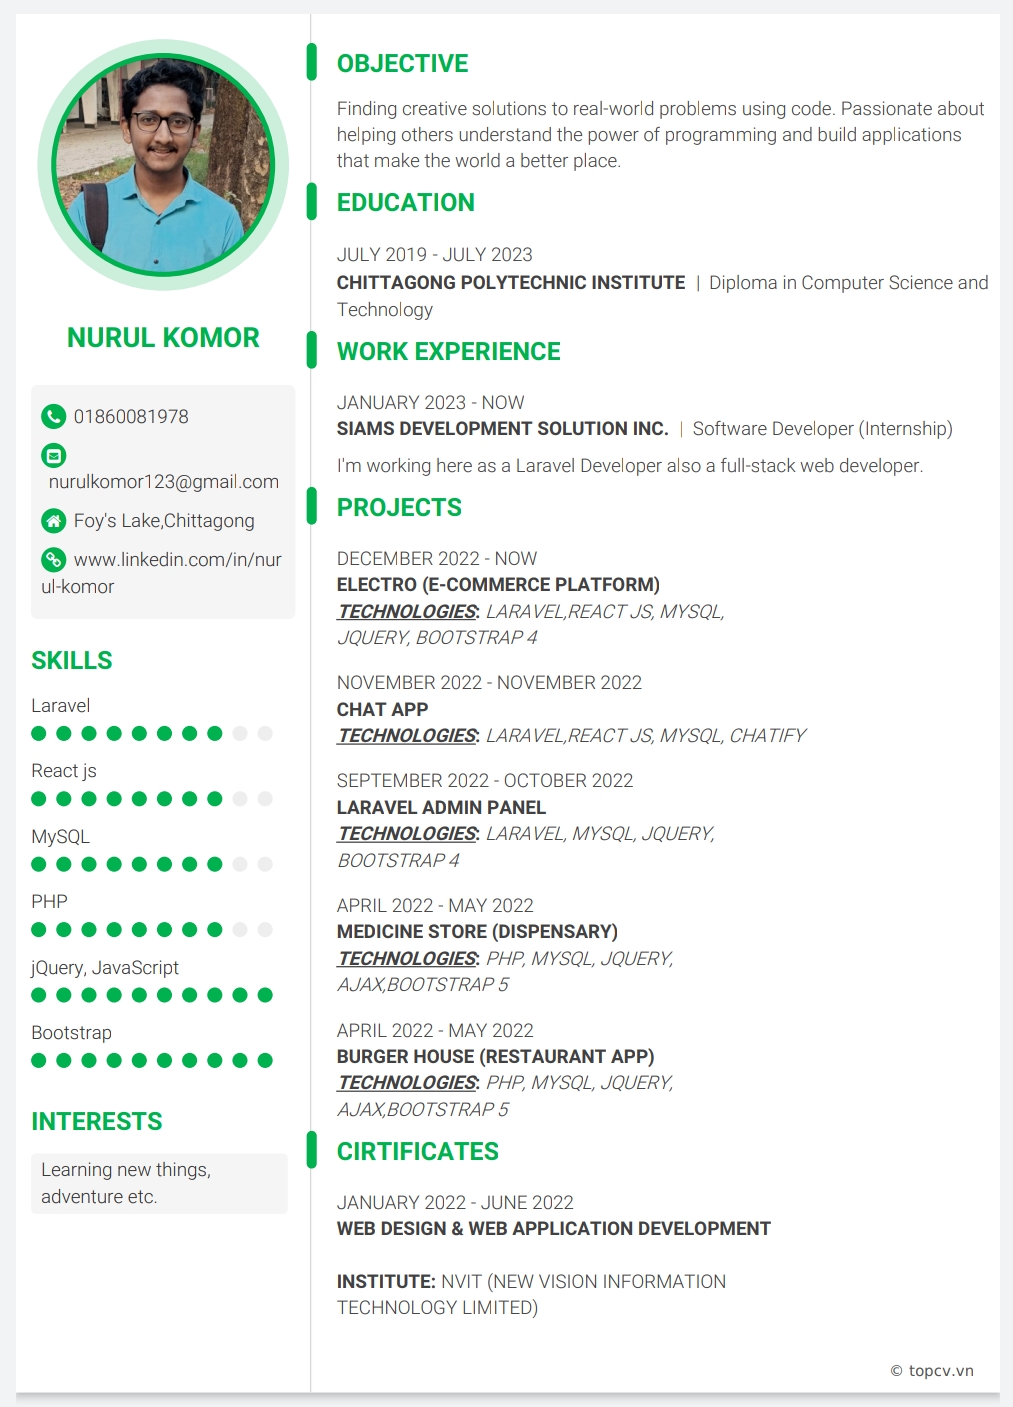 NURUL KOMOR
01860081978
nurulkomor123@gmail.com
Foy's Lake,Chittagong
www.linkedin.com/in/nur
ul-komor
SKILLS
Laravel
React js
MySQL
PHP
jQuery, JavaScript
Bootstrap
INTERESTS
Learning new things,
adventure etc.
OBJECTIVE
Finding creative solutions to real-world problems using code. Passionate about
helping others understand the power of programming and build applications
that make the world a better place.
EDUCATION
JULY 2019 - JULY 2023
CHITTAGONG POLYTECHNIC INSTITUTE | Diploma in Computer Science and
Technology
WORK EXPERIENCE
JANUARY 2023 - NOW
SIAMS DEVELOPMENT SOLUTION INC. | Software Developer (Internship)
I'm working here as a Laravel Developer also a full-stack web developer.
PROJECTS
DECEMBER 2022 - NOW
ELECTRO (E-COMMERCE PLATFORM)
TECHNOLOGIES: LARAVEL,REACT JS, MYSQL,
JQUERY, BOOTSTRAP 4
NOVEMBER 2022 - NOVEMBER 2022
CHAT APP
TECHNOLOGIES: LARAVEL,REACT JS, MYSQL, CHATIFY
SEPTEMBER 2022 - OCTOBER 2022
LARAVEL ADMIN PANEL
TECHNOLOGIES: LARAVEL, MYSQL, JQUERY,
BOOTSTRAP 4
APRIL 2022 - MAY 2022
MEDICINE STORE (DISPENSARY)
TECHNOLOGIES: PHP, MYSQL, JQUERY,
AJAX,BOOTSTRAP 5
APRIL 2022 - MAY 2022
BURGER HOUSE (RESTAURANT APP)
TECHNOLOGIES: PHP, MYSQL, JQUERY,
AJAX,BOOTSTRAP 5
CIRTIFICATES
JANUARY 2022 - JUNE 2022
WEB DESIGN & WEB APPLICATION DEVELOPMENT
INSTITUTE: NVIT (NEW VISION INFORMATION
TECHNOLOGY LIMITED)
© topcv.vn